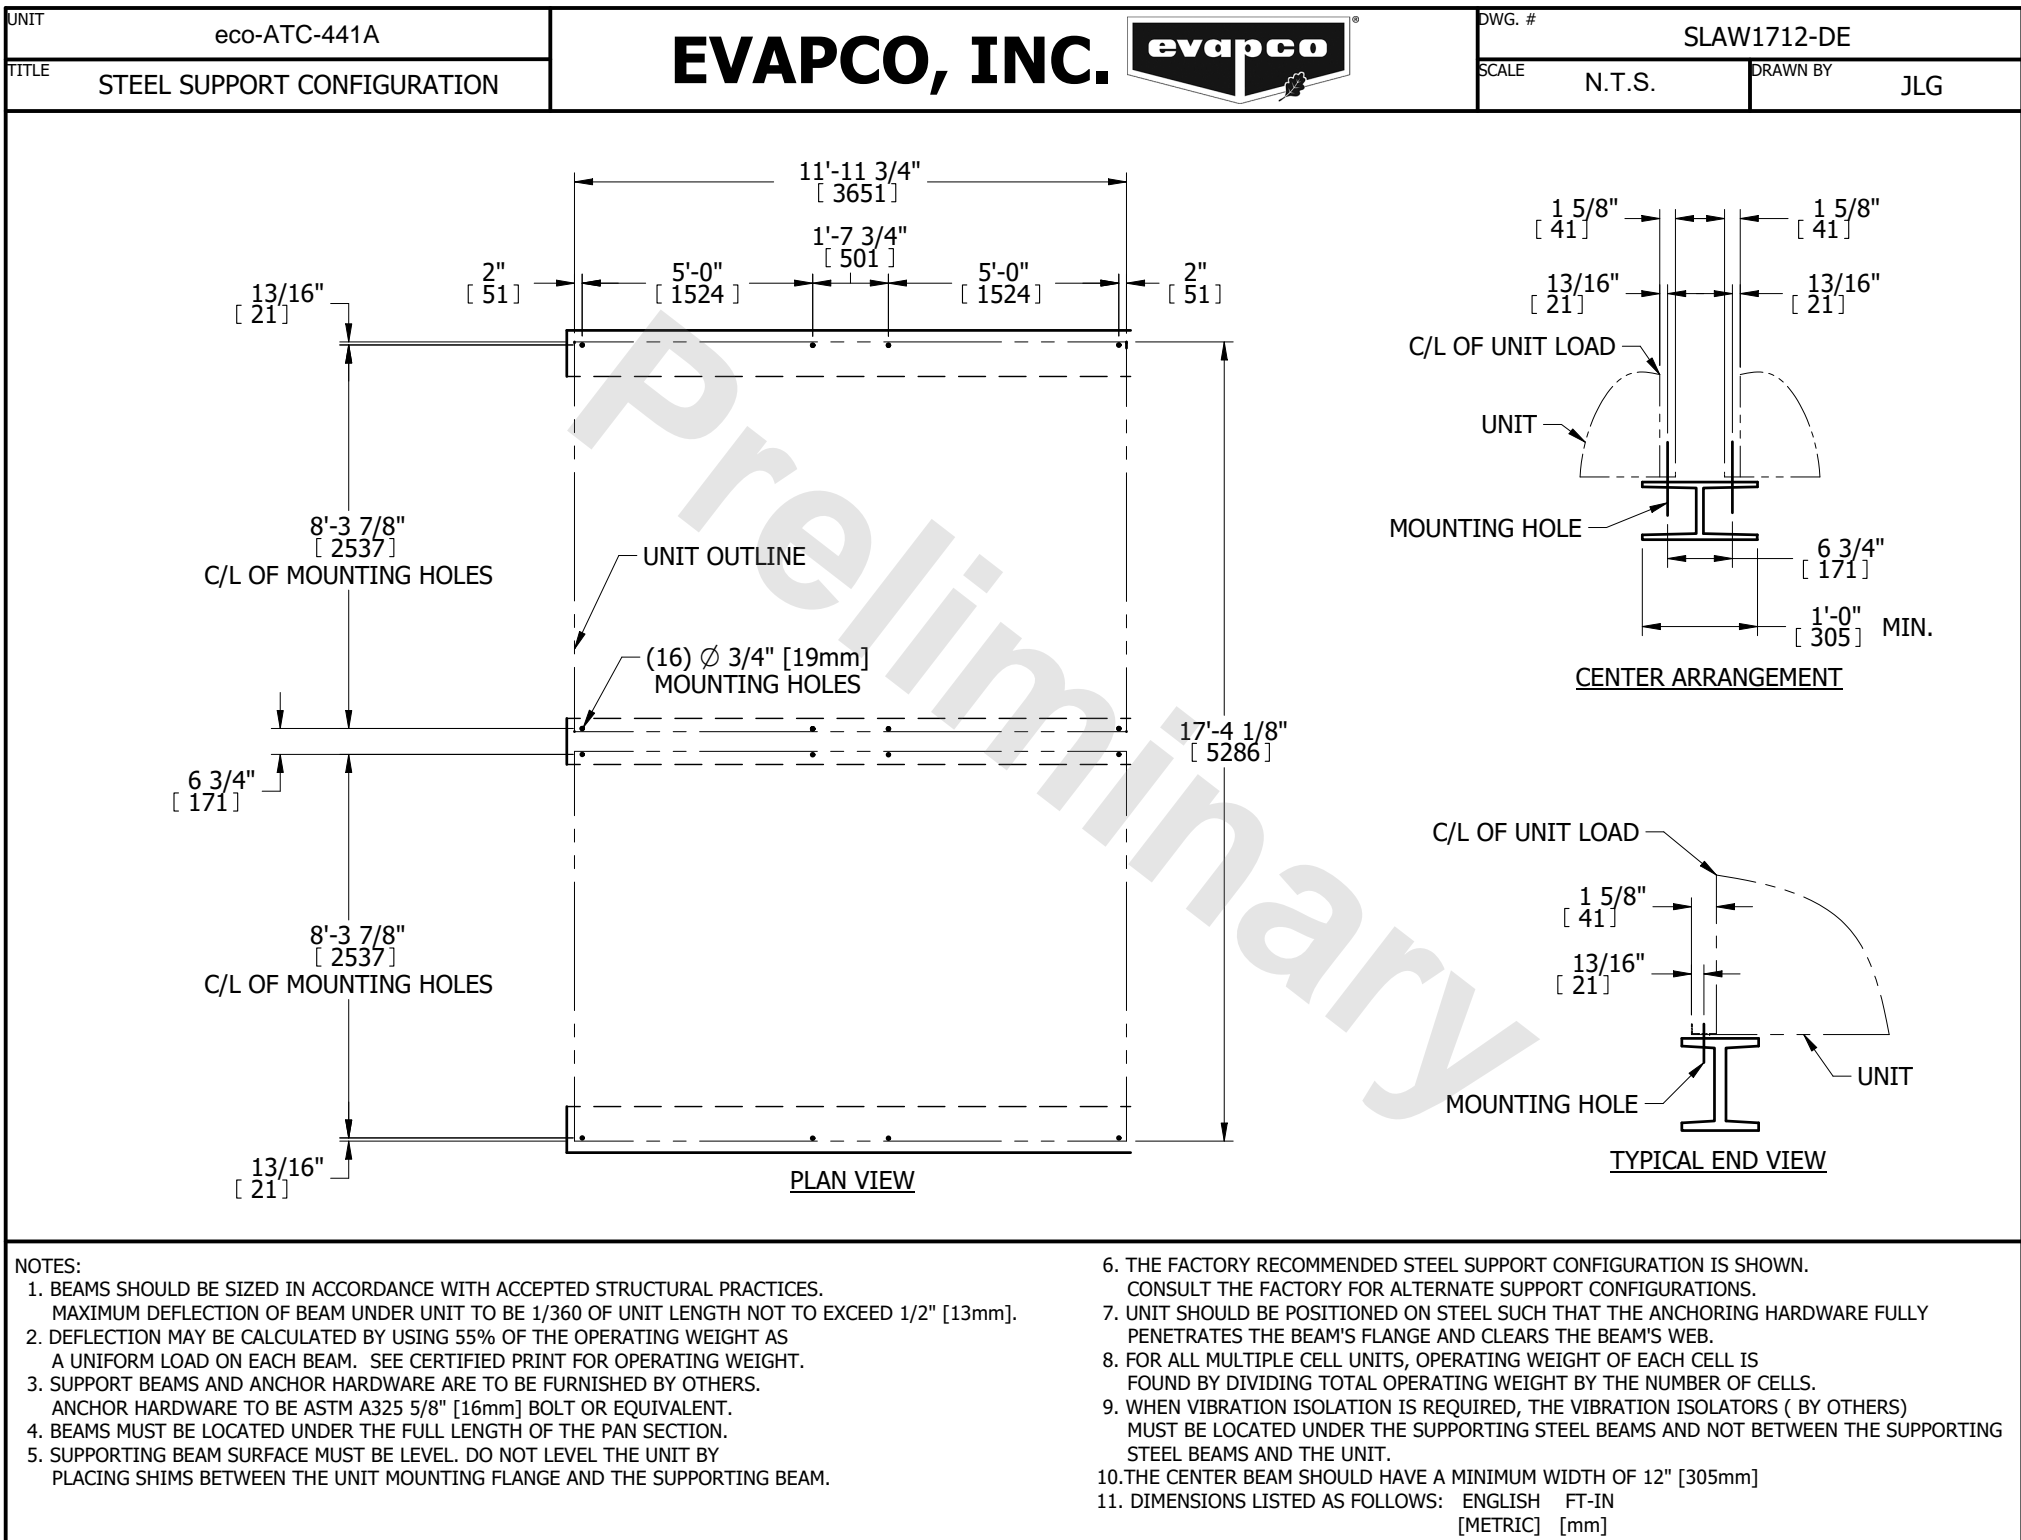 UNIT
eco-ATC-441A
TITLE
STEEL SUPPORT CONFIGURATION
EVAPCO, INC.
evapco
®
DWG. #
SLAW1712-DE
SCALE
N.T.S.
DRAWN BY
JLG
11'-11 3/4"
[ 3651]
1'-7 3/4"
[ 501 ]
2"
[ 51]
5'-0"
[ 1524 ]
5'-0"
[ 1524]
2"
[ 51]
13/16"
[ 21]
8'-3 7/8"
[ 2537]
C/L OF MOUNTING HOLES
UNIT OUTLINE
(16) Ø 3/4" [19mm]
MOUNTING HOLES
6 3/4"
[ 171]
17'-4 1/8"
[ 5286]
8'-3 7/8"
[ 2537]
C/L OF MOUNTING HOLES
13/16"
[ 21]
PLAN VIEW
Preliminary
1 5/8"
[ 41]
1 5/8"
[ 41]
13/16"
[ 21]
13/16"
[ 21]
C/L OF UNIT LOAD
UNIT
MOUNTING HOLE
6 3/4"
[ 171]
1'-0"
[ 305] MIN.
CENTER ARRANGEMENT
C/L OF UNIT LOAD
1 5/8"
[ 41]
13/16"
[ 21]
UNIT
MOUNTING HOLE
TYPICAL END VIEW
NOTES:
1. BEAMS SHOULD BE SIZED IN ACCORDANCE WITH ACCEPTED STRUCTURAL PRACTICES.
MAXIMUM DEFLECTION OF BEAM UNDER UNIT TO BE 1/360 OF UNIT LENGTH NOT TO EXCEED 1/2" [13mm].
2. DEFLECTION MAY BE CALCULATED BY USING 55% OF THE OPERATING WEIGHT AS
A UNIFORM LOAD ON EACH BEAM. SEE CERTIFIED PRINT FOR OPERATING WEIGHT.
3. SUPPORT BEAMS AND ANCHOR HARDWARE ARE TO BE FURNISHED BY OTHERS.
ANCHOR HARDWARE TO BE ASTM A325 5/8" [16mm] BOLT OR EQUIVALENT.
4. BEAMS MUST BE LOCATED UNDER THE FULL LENGTH OF THE PAN SECTION.
5. SUPPORTING BEAM SURFACE MUST BE LEVEL. DO NOT LEVEL THE UNIT BY
PLACING SHIMS BETWEEN THE UNIT MOUNTING FLANGE AND THE SUPPORTING BEAM.
6. THE FACTORY RECOMMENDED STEEL SUPPORT CONFIGURATION IS SHOWN.
CONSULT THE FACTORY FOR ALTERNATE SUPPORT CONFIGURATIONS.
7. UNIT SHOULD BE POSITIONED ON STEEL SUCH THAT THE ANCHORING HARDWARE FULLY
PENETRATES THE BEAM'S FLANGE AND CLEARS THE BEAM'S WEB.
8. FOR ALL MULTIPLE CELL UNITS, OPERATING WEIGHT OF EACH CELL IS
FOUND BY DIVIDING TOTAL OPERATING WEIGHT BY THE NUMBER OF CELLS.
9. WHEN VIBRATION ISOLATION IS REQUIRED, THE VIBRATION ISOLATORS ( BY OTHERS)
MUST BE LOCATED UNDER THE SUPPORTING STEEL BEAMS AND NOT BETWEEN THE SUPPORTING
STEEL BEAMS AND THE UNIT.
10.THE CENTER BEAM SHOULD HAVE A MINIMUM WIDTH OF 12" [305mm]
11. DIMENSIONS LISTED AS FOLLOWS: ENGLISH FT-IN
[METRIC] [mm]